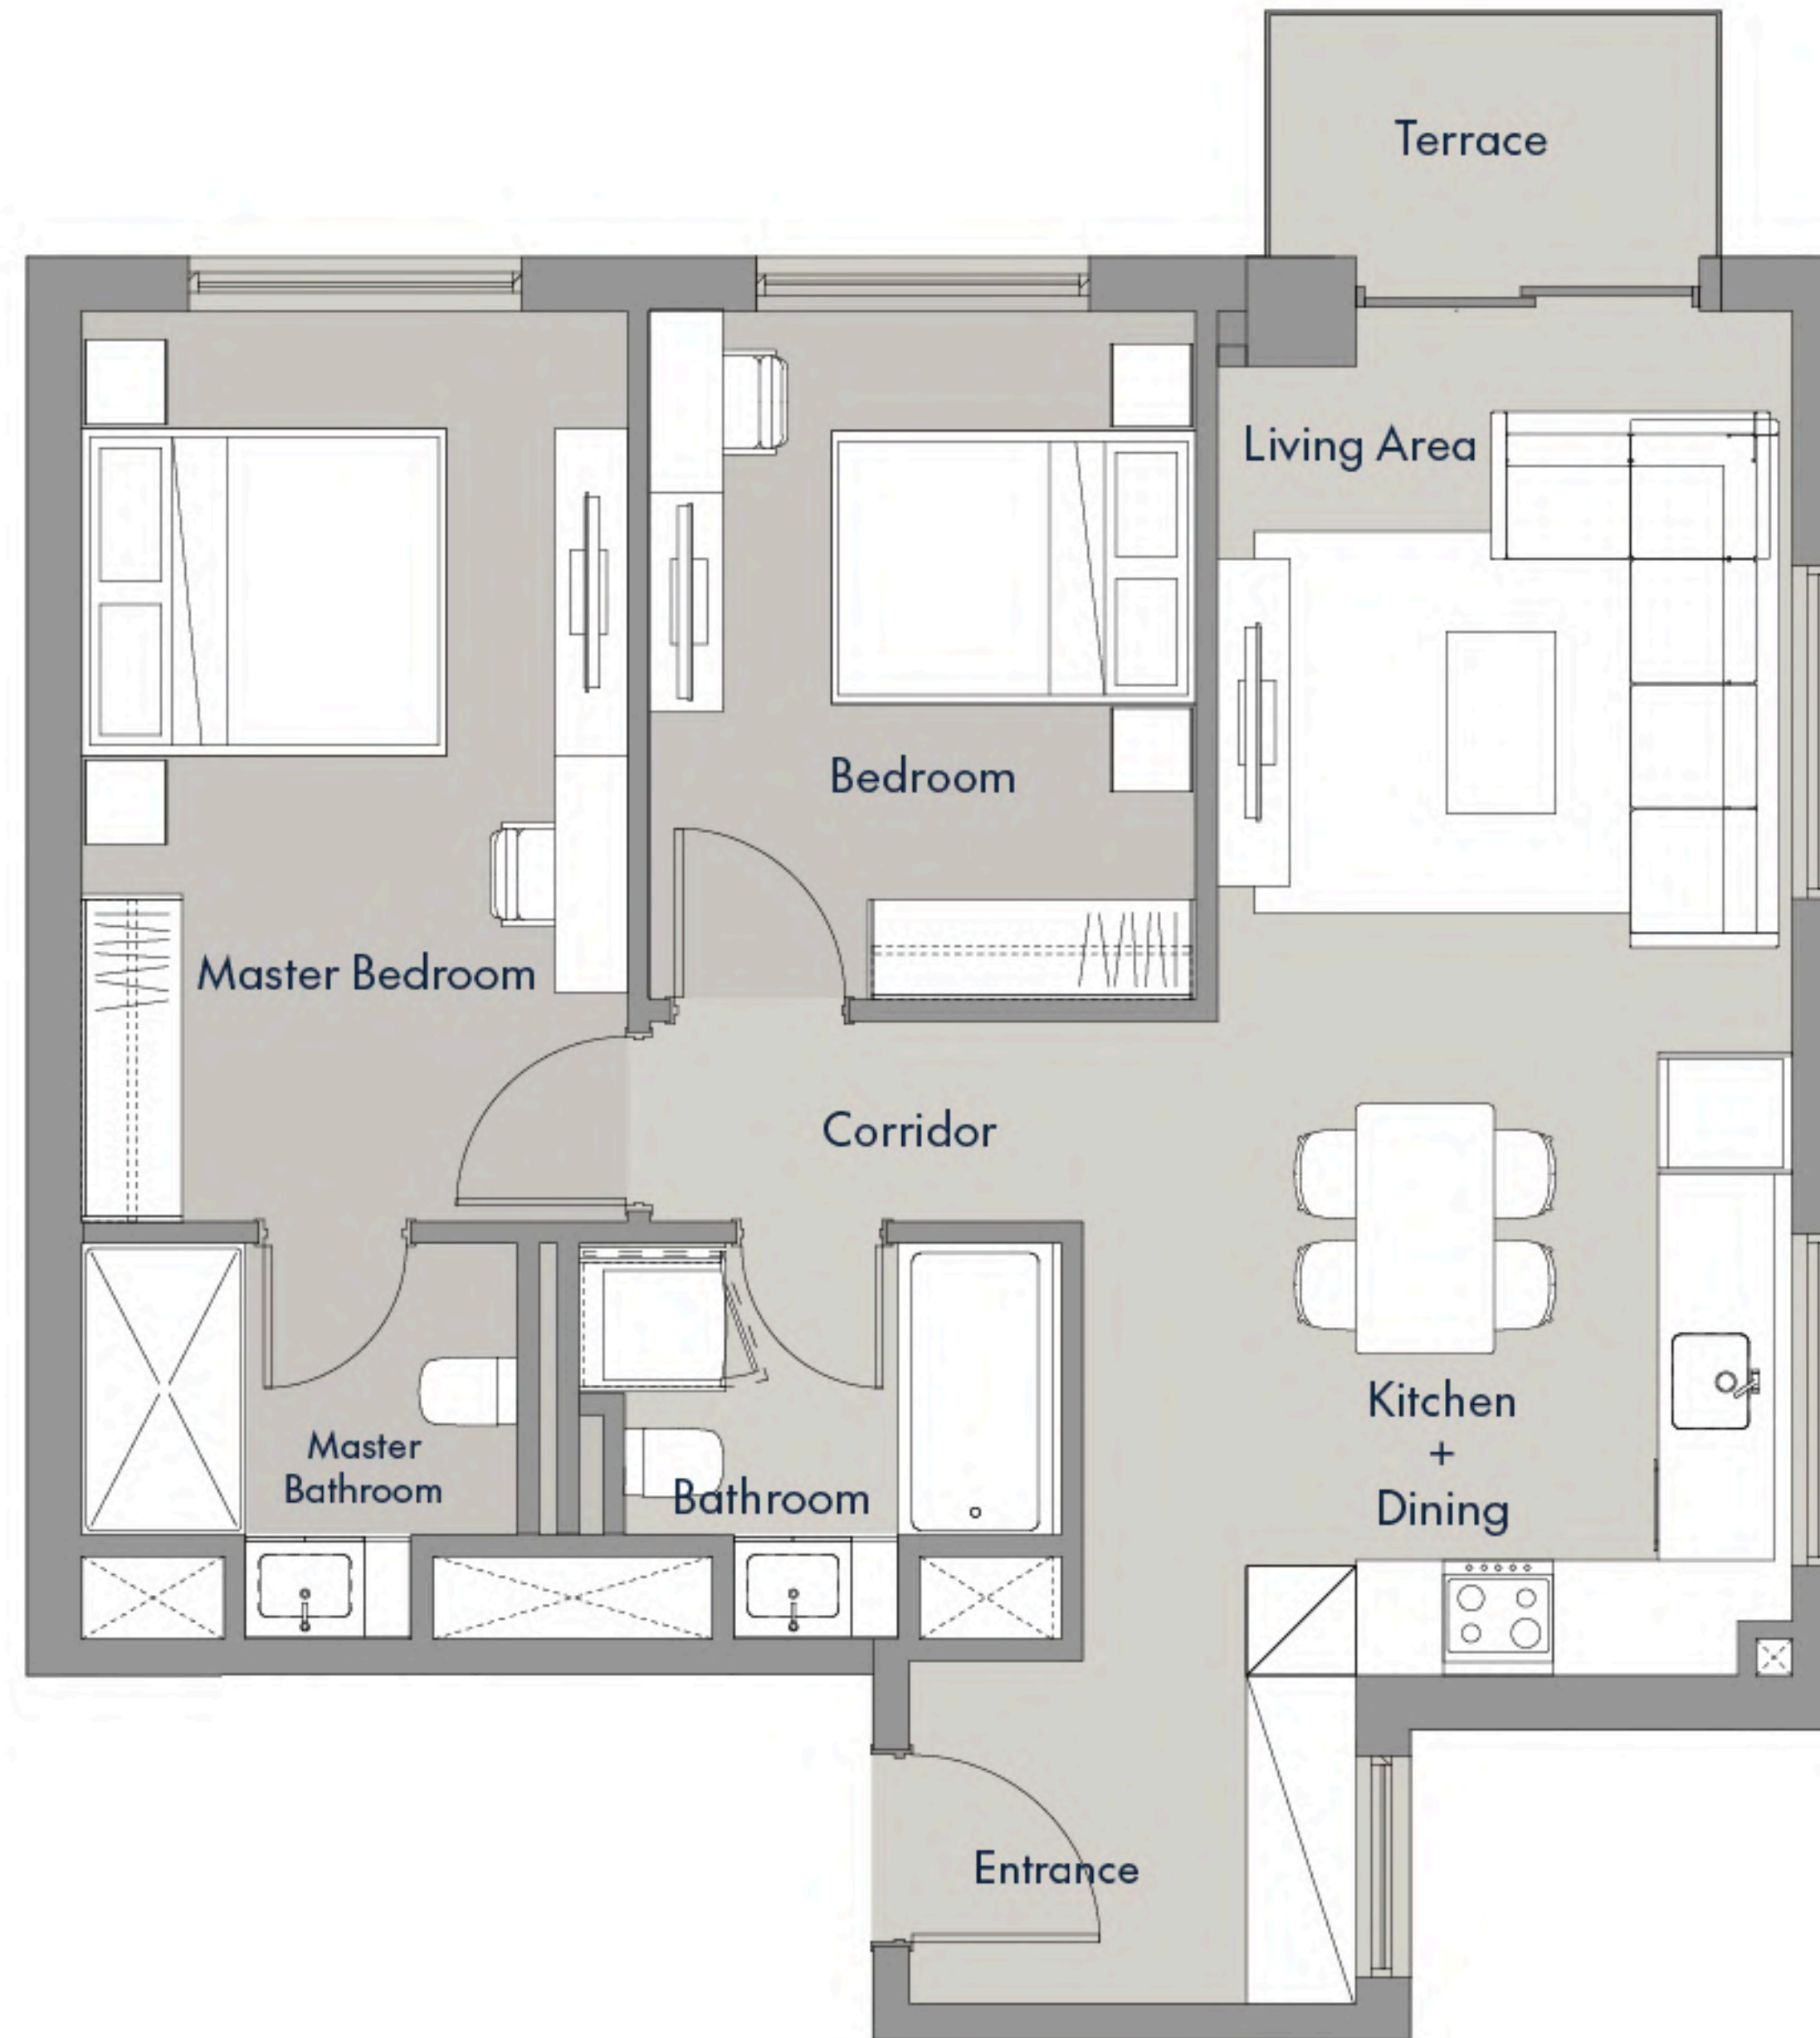 Terrace
Living Area
Bedroom
Master Bedroom
Corridor
Kitchen
+
Dining
Master
Bathroom
Bathroom
Entrance